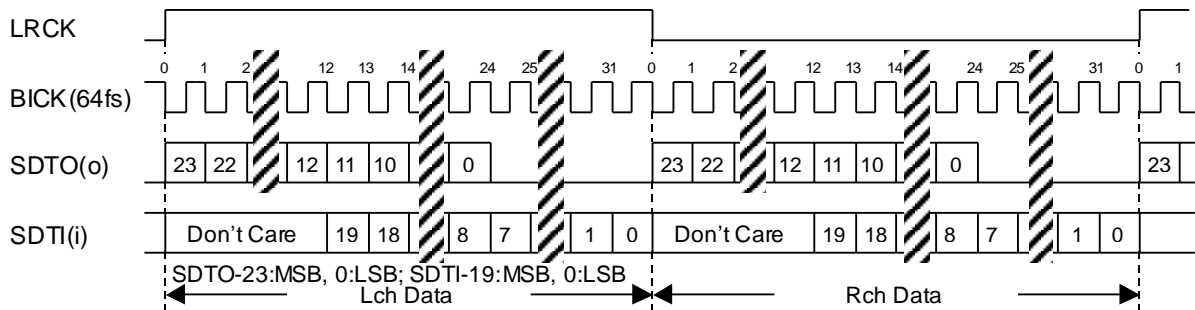 LRCK
0 1 2 12 13 14 24 25 31 0 1 2 12 13 14 24 25 31 0 1
BICK(64fs)
SDTO(o) 23 22 12 11 10 0 23 22 12 11 10 0 23
SDTI(i) Don't Care 19 18 8 7 1 0 Don't Care 19 18 8 7 1 0
SDTO-23:MSB, 0:LSB; SDTI-19:MSB, 0:LSB
Lch Data Rch Data